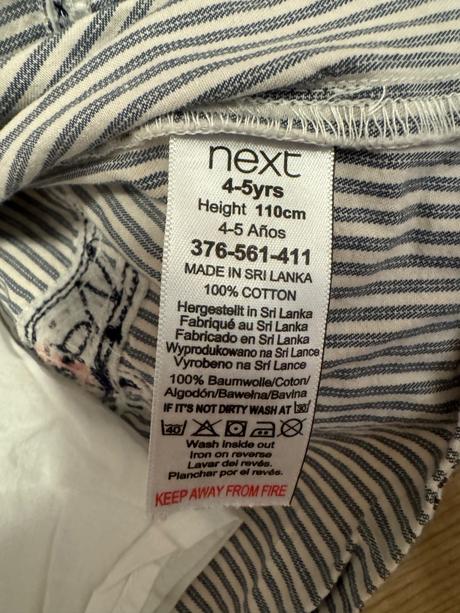 next
4-5yrs
Height 110cm
4-5 Años
376-561-411
MADE IN SRI LANKA
100% COTTON
Hergestellt in Sri Lanka
Fabriqué au Sri Lanka
Fabricado en Sri Lanka
Wyprodukowano na Sri Lance
Vyrobeno na Sri Lance
100% Baumwolle/Coton/
Algodón/Bawełna/Bavlna
IF IT'S NOT DIRTY WASH AT 30
40
Wash inside out
Iron on reverse
Lavar del revés.
Planchar por el revés.
KEEP AWAY FROM FIRE